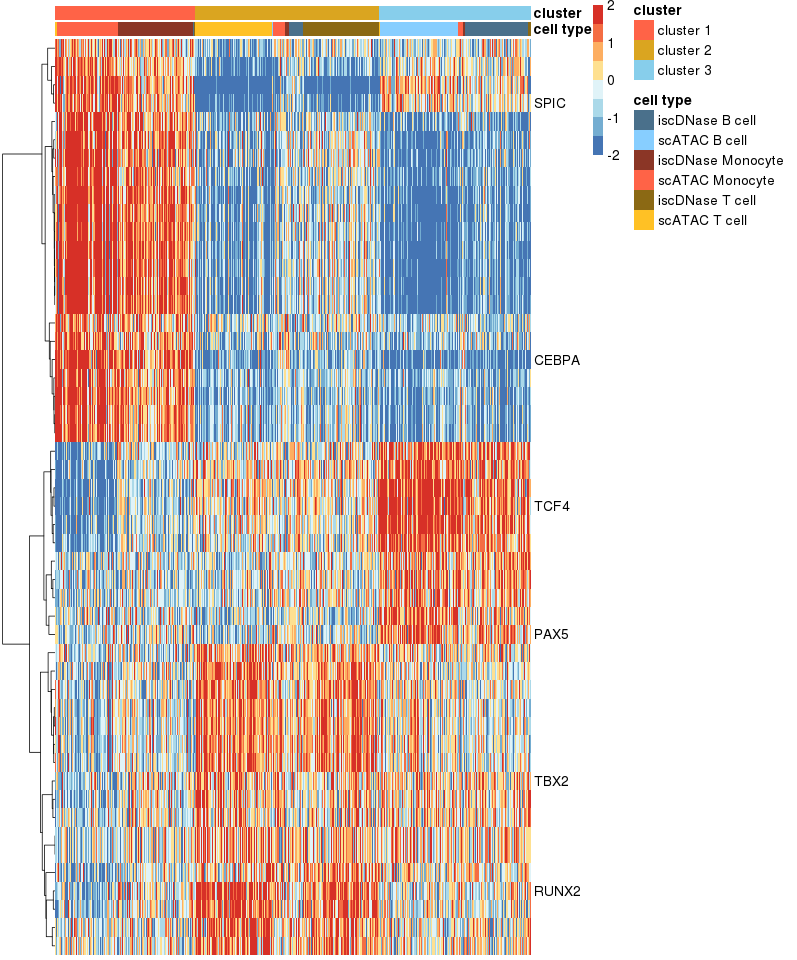 cluster
cell type
2
1
0
-1
-2
cluster
cluster 1
cluster 2
cluster 3
cell type
iscDNase B cell
scATAC B cell
iscDNase Monocyte
scATAC Monocyte
iscDNase T cell
scATAC T cell
SPIC
CEBPA
TCF4
PAX5
TBX2
RUNX2